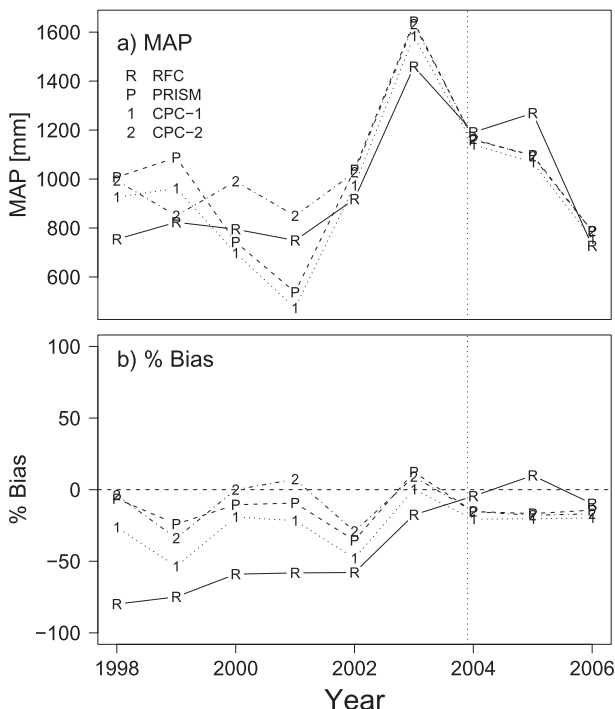 a) MAP
R RFC
P PRISM
1 CPC-1
2 CPC-2
MAP [mm]
1600
1400
1200
1000
800
600
b) % Bias
% Bias
100
50
0
−50
−100
1998 2000 2002 2004 2006
Year